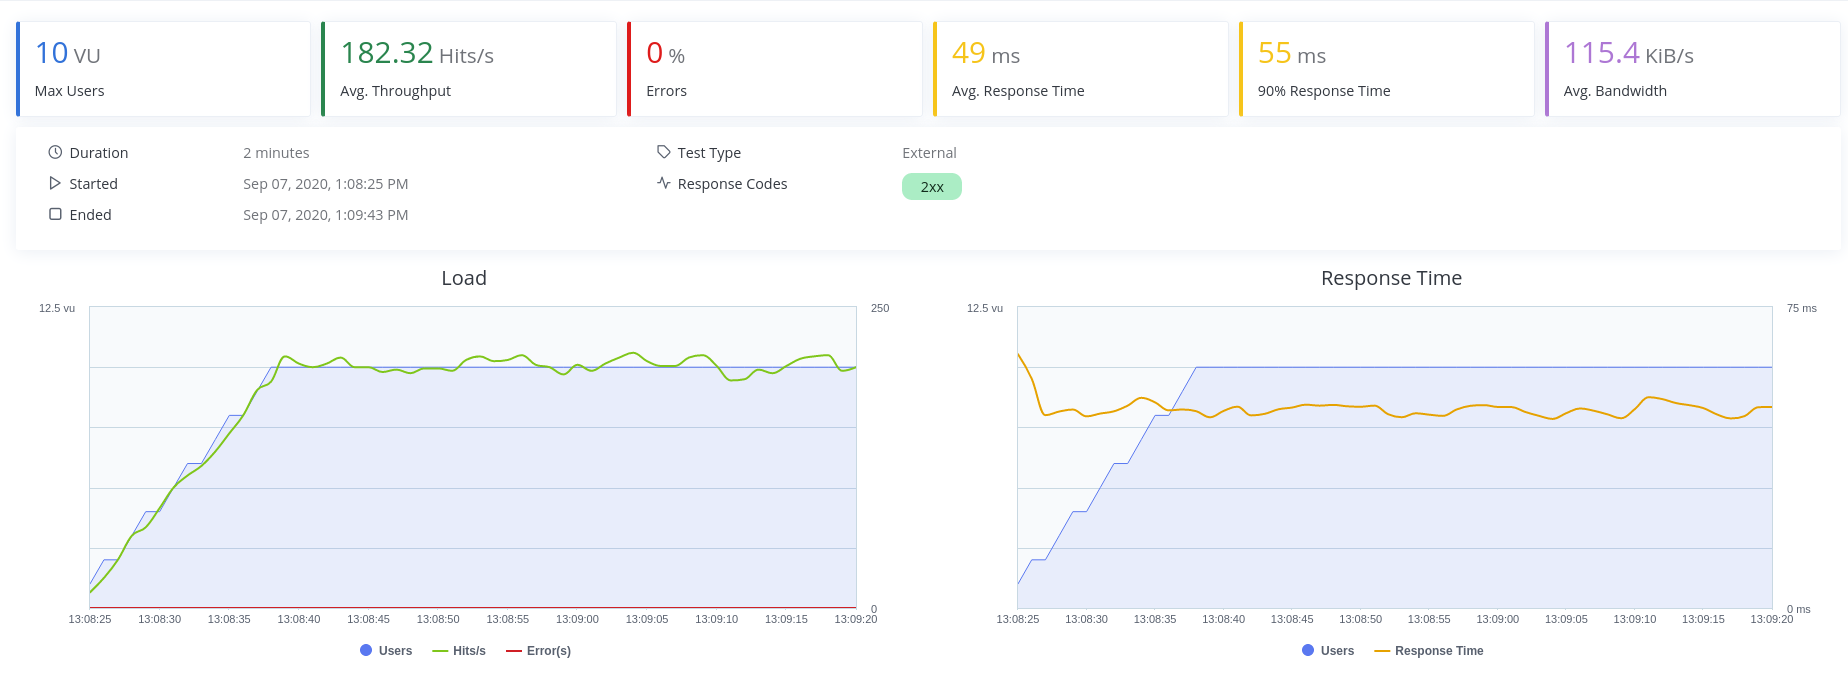 10 VU
Max Users
182.32 Hits/s
Avg. Throughput
0 %
Errors
49 ms
Avg. Response Time
55 ms
90% Response Time
115.4 KiB/s
Avg. Bandwidth
Duration 2 minutes
Started Sep 07, 2020, 1:08:25 PM
Ended Sep 07, 2020, 1:09:43 PM
Test Type External
Response Codes 2xx
Load
12.5 vu 250
0
13:08:25 13:08:30 13:08:35 13:08:40 13:08:45 13:08:50 13:08:55 13:09:00 13:09:05 13:09:10 13:09:15 13:09:20
Users Hits/s Error(s)
Response Time
12.5 vu 75 ms
0 ms
13:08:25 13:08:30 13:08:35 13:08:40 13:08:45 13:08:50 13:08:55 13:09:00 13:09:05 13:09:10 13:09:15 13:09:20
Users Response Time